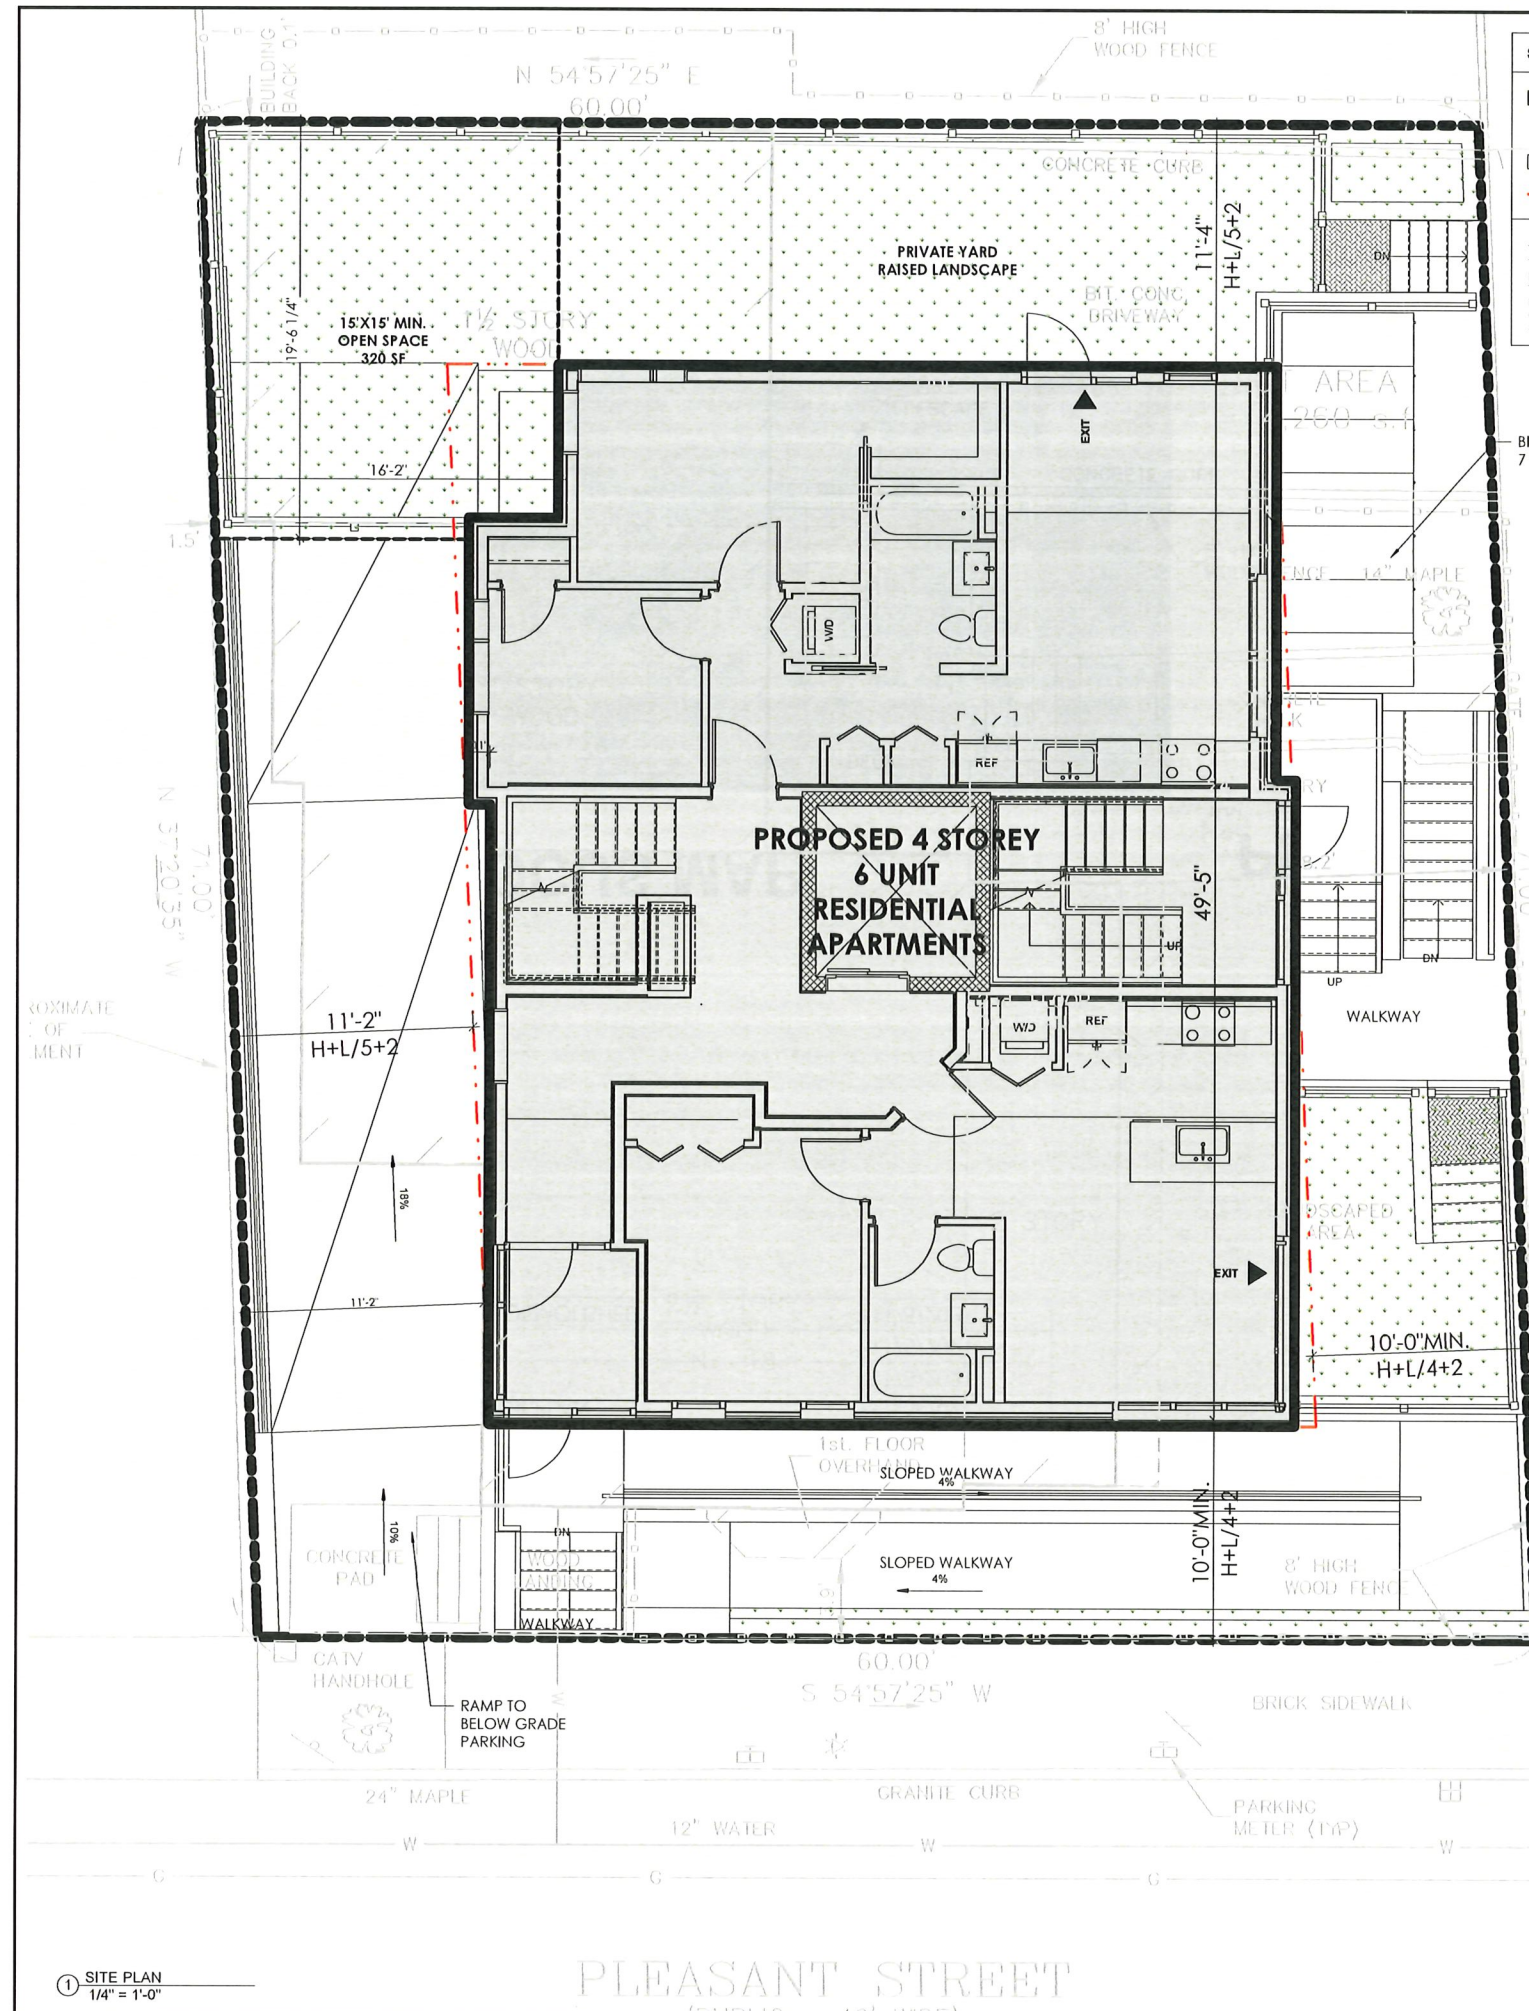 8' HIGH
WOOD FENCE
BUILDING
N 54°57'25" E
60.00'
CONCRETE CURB
11'-4"
H+L/5+2
PRIVATE YARD
RAISED LANDSCAPE
DN
BIT. CONC.
DRIVEWAY
19'-6 1/4"
15'X15' MIN.
OPEN SPACE
320 SF
1½ STORY
AREA
EXIT
16'-2"
1.5'
14" MAPLE
W/D
GATE
REF
PROPOSED 4 STOREY
6 UNIT
RESIDENTIAL
APARTMENTS
49'-5"
UP
71.00'
DN
UP
WALKWAY
11'-2"
H+L/5+2
W/D
REF
18%
AREA
EXIT
11'-2"
10'-0"MIN.
H+L/4+2
1st. FLOOR
SLOPED WALKWAY
4%
10'-0"MIN.
H+L/4+2
10%
CONCRETE
PAD
DN
WOOD
WALKWAY
SLOPED WALKWAY
4%
8' HIGH
WOOD FENCE
60.00'
S 54°57'25" W
CATV
HANDHOLE
BRICK SIDEWALK
RAMP TO
BELOW GRADE
PARKING
24" MAPLE
GRANITE CURB
PARKING
METER (TYP)
12" WATER
W
W
W
G
G
G
1 SITE PLAN
1/4" = 1'-0"
PLEASANT STREET